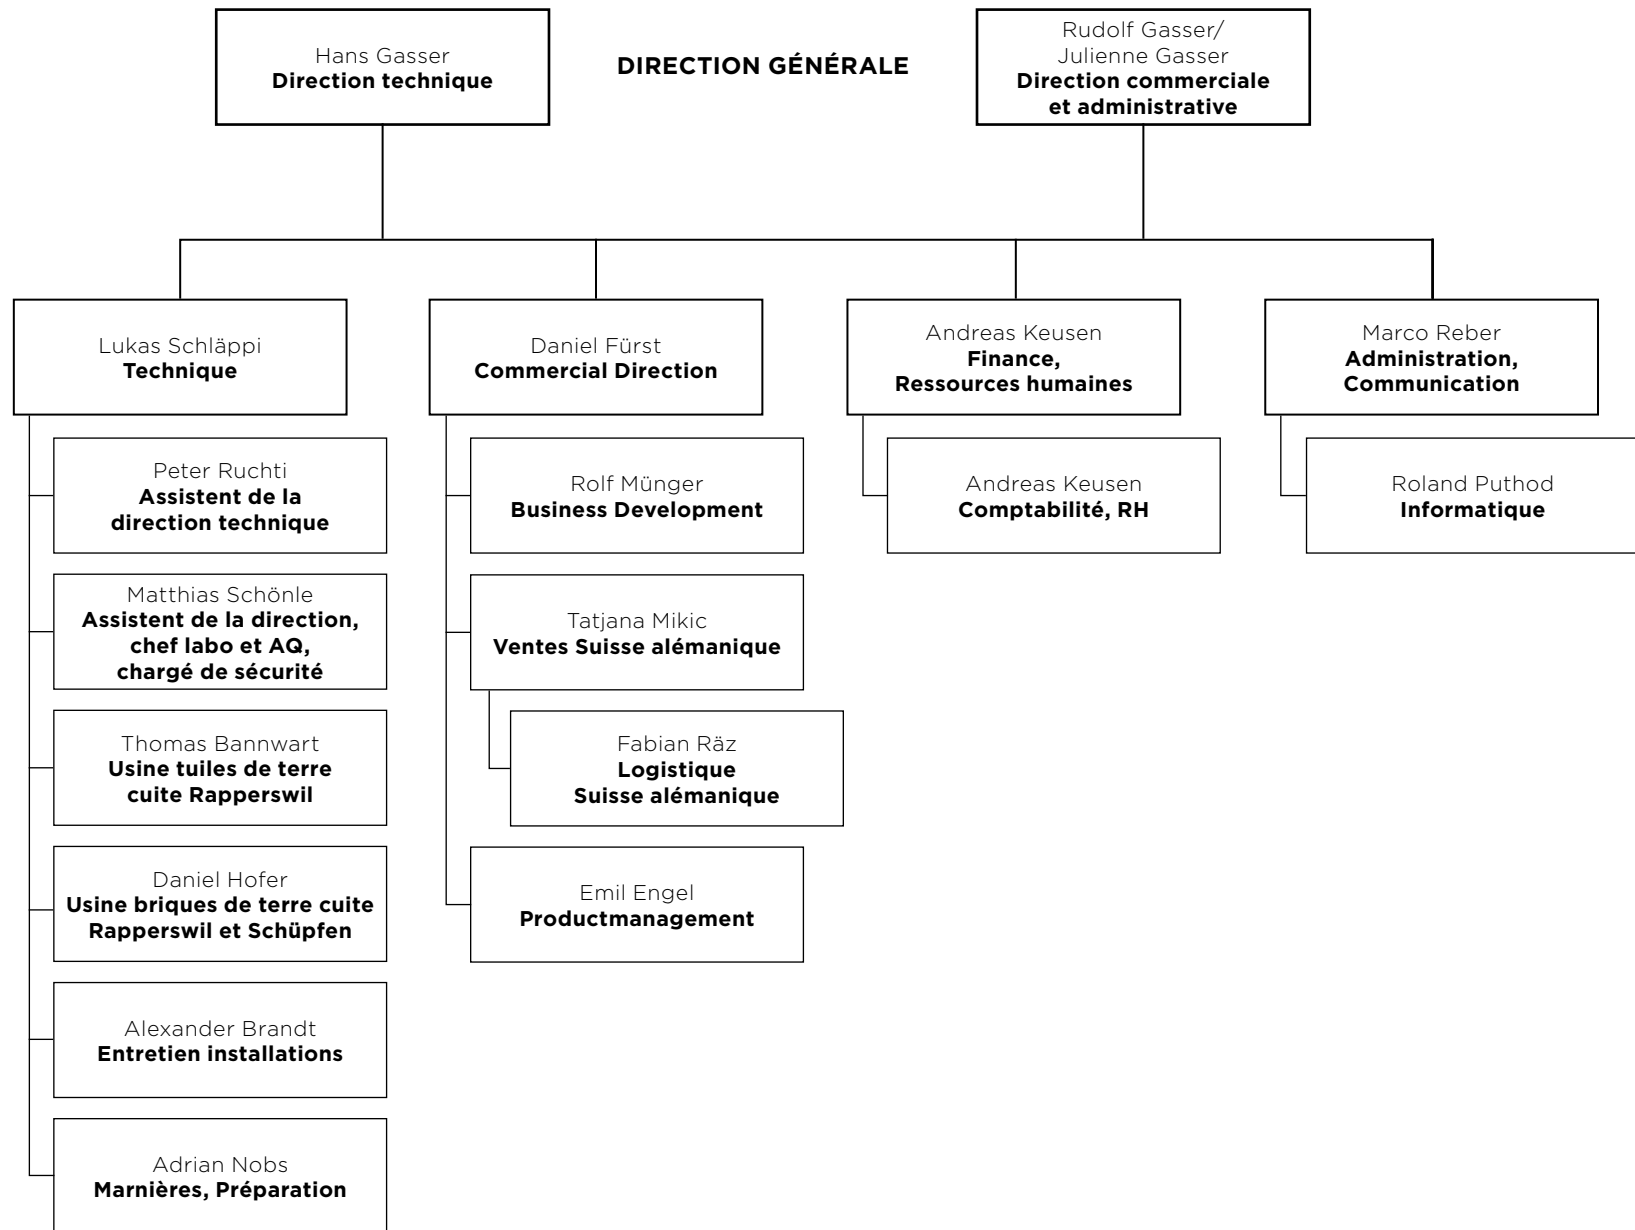 Hans Gasser
Direction technique
DIRECTION GÉNÉRALE
Rudolf Gasser/
Julienne Gasser
Direction commerciale
et administrative
Lukas Schläppi
Technique
Daniel Fürst
Commercial Direction
Andreas Keusen
Finance,
Ressources humaines
Marco Reber
Administration,
Communication
Peter Ruchti
Assistent de la
direction technique
Matthias Schönle
Assistent de la direction,
chef labo et AQ,
chargé de sécurité
Thomas Bannwart
Usine tuiles de terre
cuite Rapperswil
Daniel Hofer
Usine briques de terre cuite
Rapperswil et Schüpfen
Alexander Brandt
Entretien installations
Adrian Nobs
Marnières, Préparation
Rolf Münger
Business Development
Tatjana Mikic
Ventes Suisse alémanique
Fabian Räz
Logistique
Suisse alémanique
Emil Engel
Productmanagement
Andreas Keusen
Comptabilité, RH
Roland Puthod
Informatique